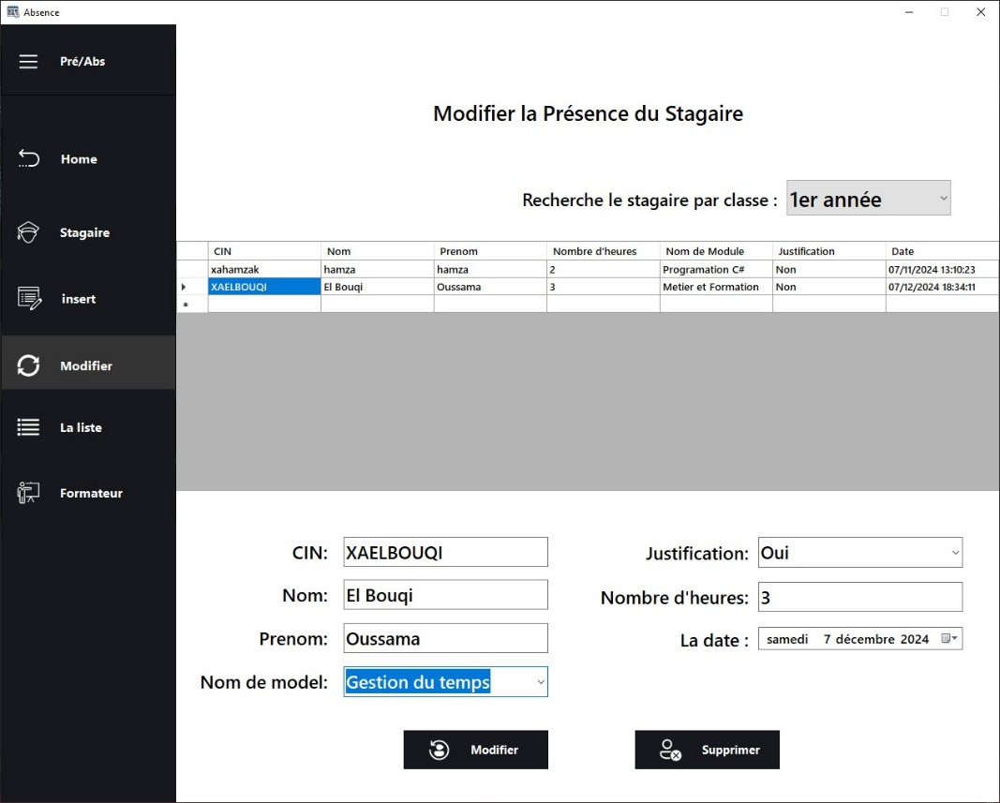 Absence
Pré/Abs
Home
Stagaire
insert
Modifier
La liste
Formateur
Modifier la Présence du Stagaire
Recherche le stagaire par classe : 1er année
CIN Nom Prenom Nombre d'heures Nom de Module Justification Date
xahamzak hamza hamza 2 Programation C# Non 07/11/2024 13:10:23
XAELBOUQI El Bouqi Oussama 3 Metier et Formation Non 07/12/2024 18:34:11
CIN: XAELBOUQI
Nom: El Bouqi
Prenom: Oussama
Nom de model: Gestion du temps
Justification: Oui
Nombre d'heures: 3
La date : samedi 7 décembre 2024
Modifier
Supprimer